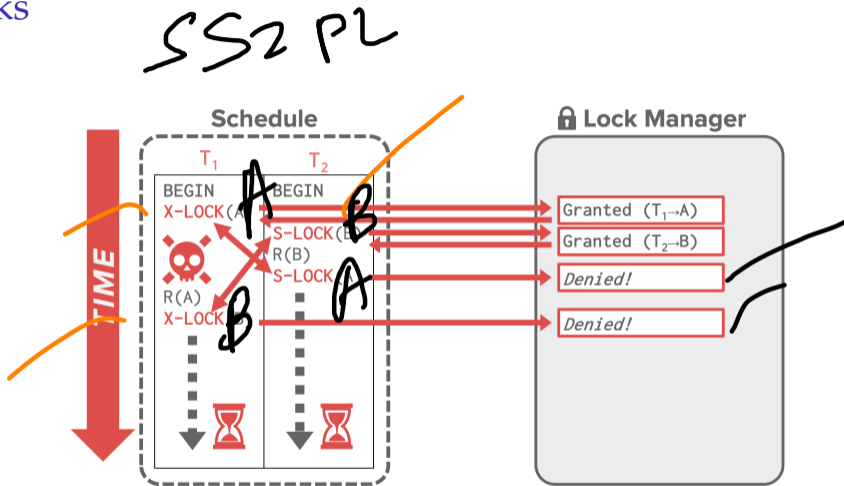 KS
SS2PL
Schedule
Lock Manager
TIME
T1 T2
BEGIN BEGIN
X-LOCK(A
A
Granted (T1→A)
S-LOCK(B)
B
Granted (T2→B)
R(B)
S-LOCK
A
Denied!
R(A)
X-LOCK
B
Denied!